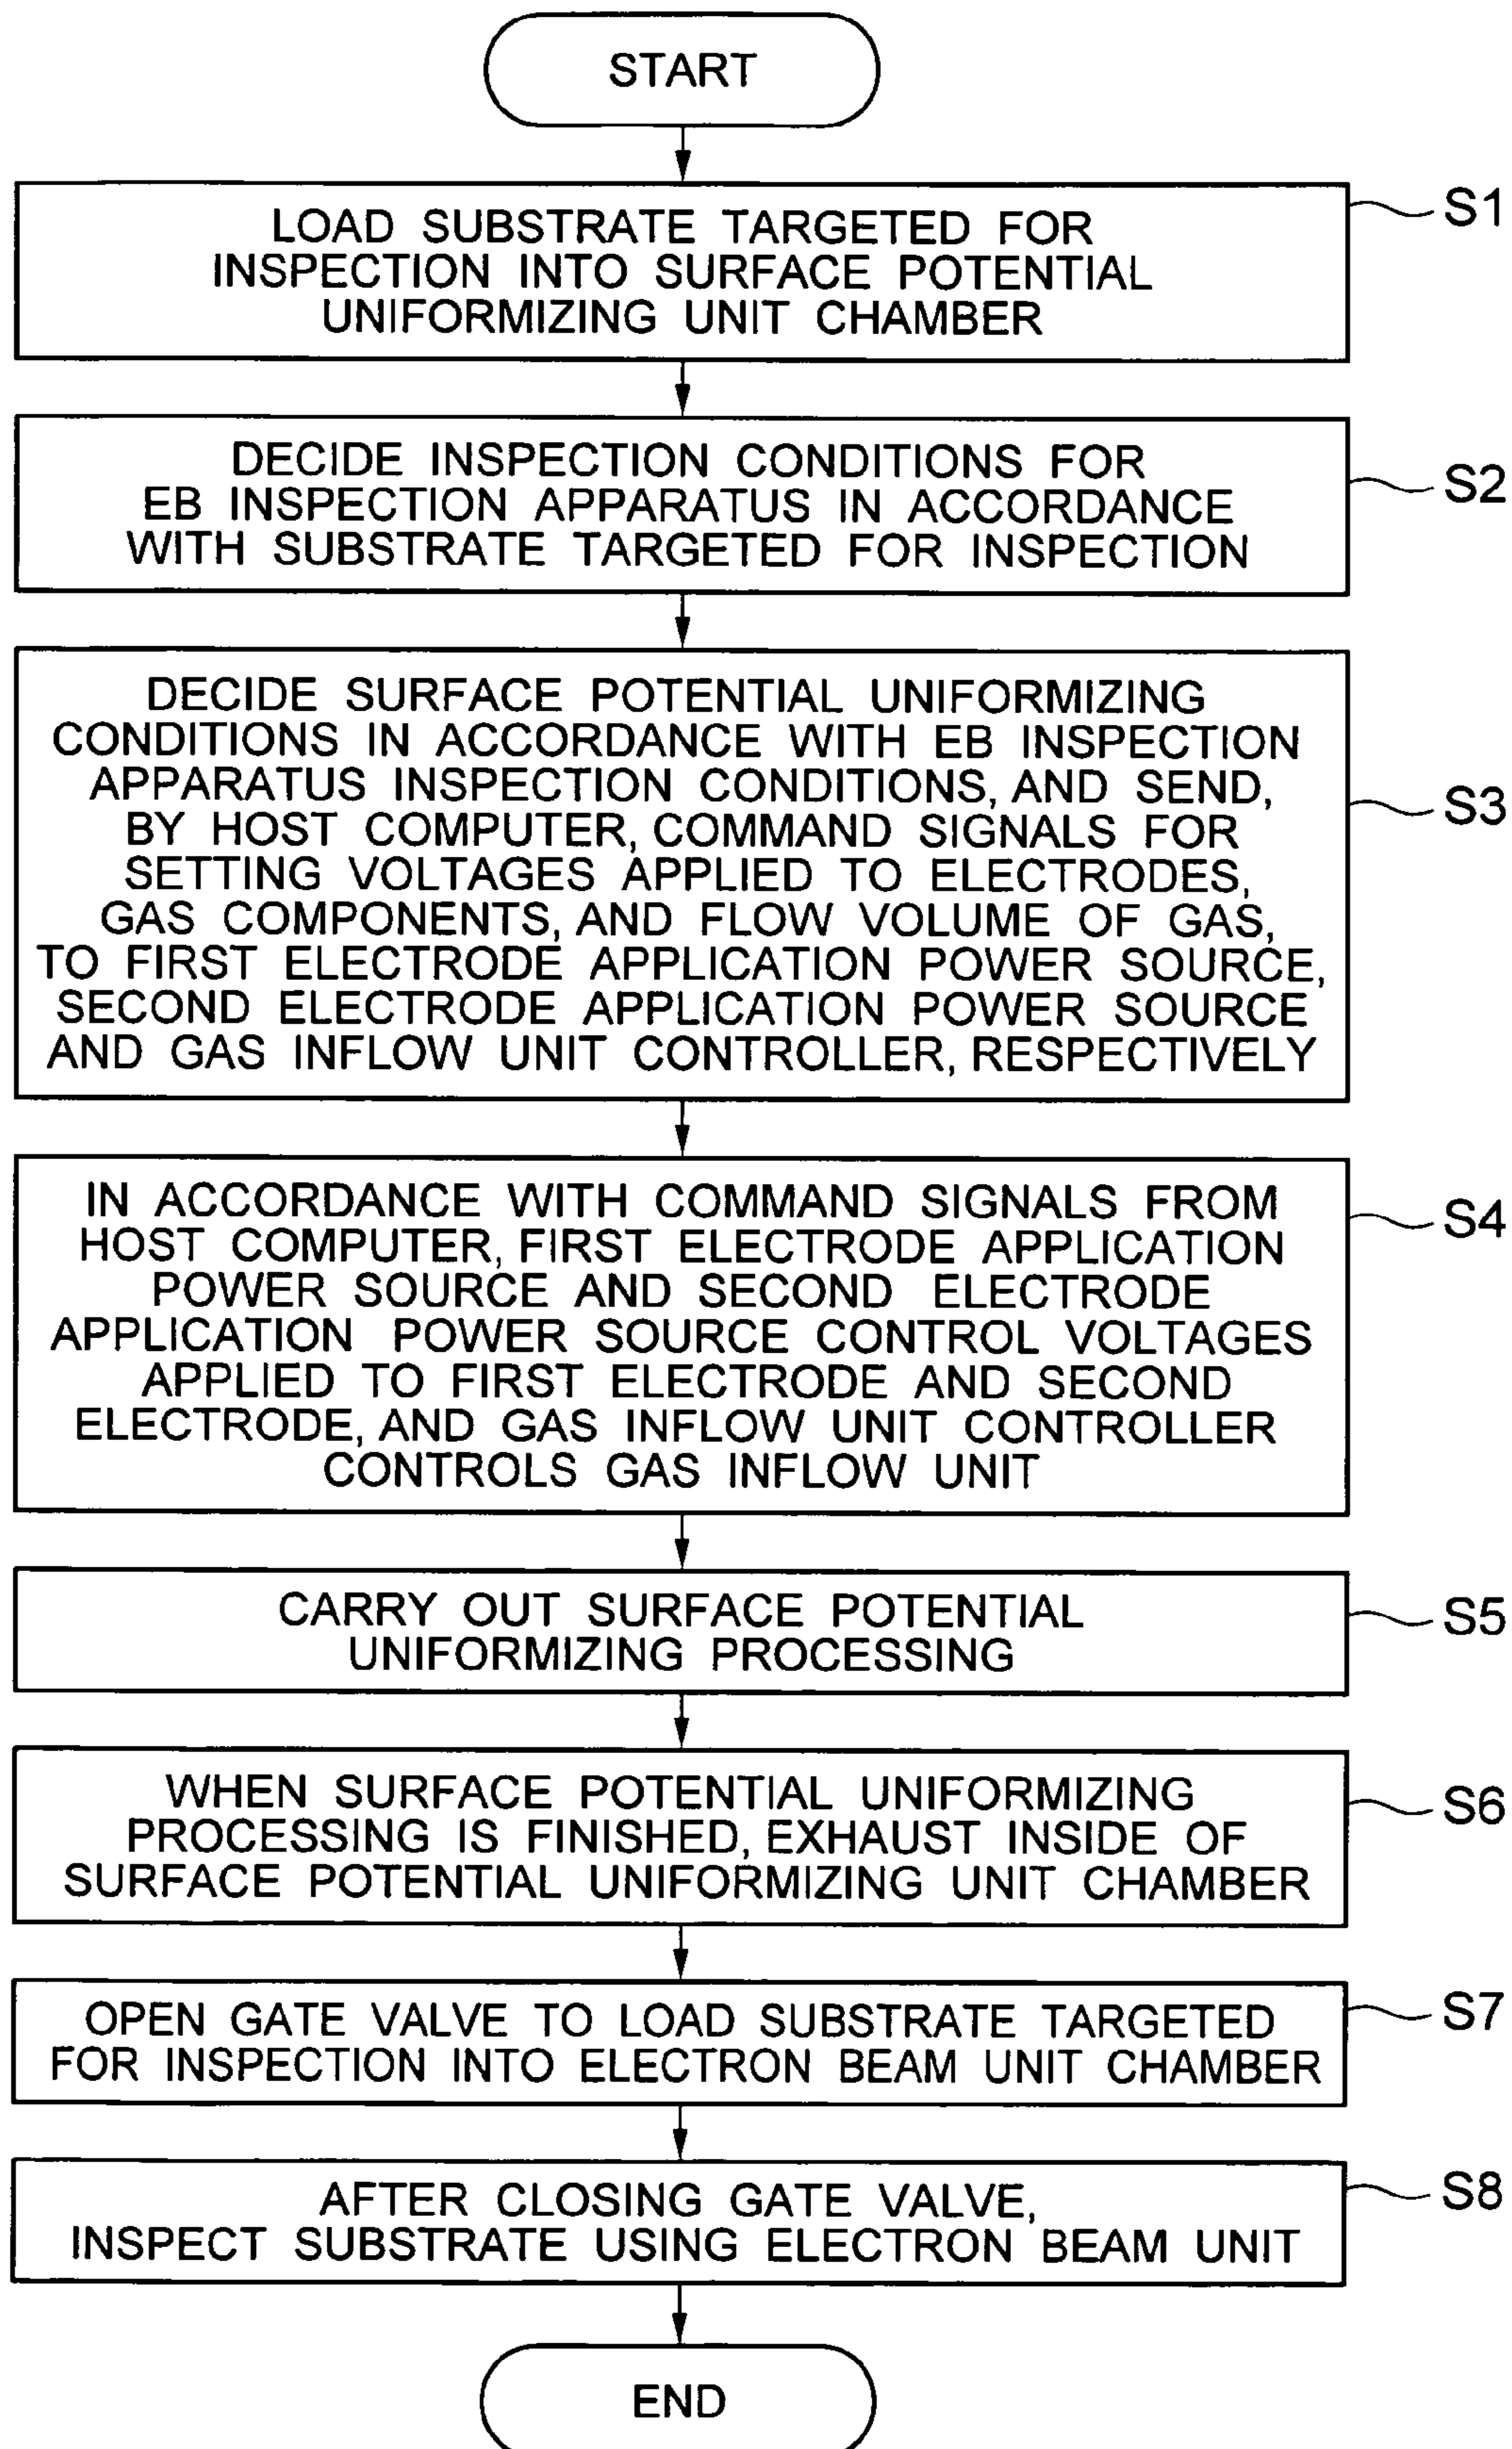 START
S1
LOAD SUBSTRATE TARGETED FOR
INSPECTION INTO SURFACE POTENTIAL
UNIFORMIZING UNIT CHAMBER
S2
DECIDE INSPECTION CONDITIONS FOR
EB INSPECTION APPARATUS IN ACCORDANCE
WITH SUBSTRATE TARGETED FOR INSPECTION
S3
DECIDE SURFACE POTENTIAL UNIFORMIZING
CONDITIONS IN ACCORDANCE WITH EB INSPECTION
APPARATUS INSPECTION CONDITIONS, AND SEND,
BY HOST COMPUTER, COMMAND SIGNALS FOR
SETTING VOLTAGES APPLIED TO ELECTRODES,
GAS COMPONENTS, AND FLOW VOLUME OF GAS,
TO FIRST ELECTRODE APPLICATION POWER SOURCE,
SECOND ELECTRODE APPLICATION POWER SOURCE
AND GAS INFLOW UNIT CONTROLLER, RESPECTIVELY
S4
IN ACCORDANCE WITH COMMAND SIGNALS FROM
HOST COMPUTER, FIRST ELECTRODE APPLICATION
POWER SOURCE AND SECOND ELECTRODE
APPLICATION POWER SOURCE CONTROL VOLTAGES
APPLIED TO FIRST ELECTRODE AND SECOND
ELECTRODE, AND GAS INFLOW UNIT CONTROLLER
CONTROLS GAS INFLOW UNIT
S5
CARRY OUT SURFACE POTENTIAL
UNIFORMIZING PROCESSING
S6
WHEN SURFACE POTENTIAL UNIFORMIZING
PROCESSING IS FINISHED, EXHAUST INSIDE OF
SURFACE POTENTIAL UNIFORMIZING UNIT CHAMBER
S7
OPEN GATE VALVE TO LOAD SUBSTRATE TARGETED
FOR INSPECTION INTO ELECTRON BEAM UNIT CHAMBER
S8
AFTER CLOSING GATE VALVE,
INSPECT SUBSTRATE USING ELECTRON BEAM UNIT
END